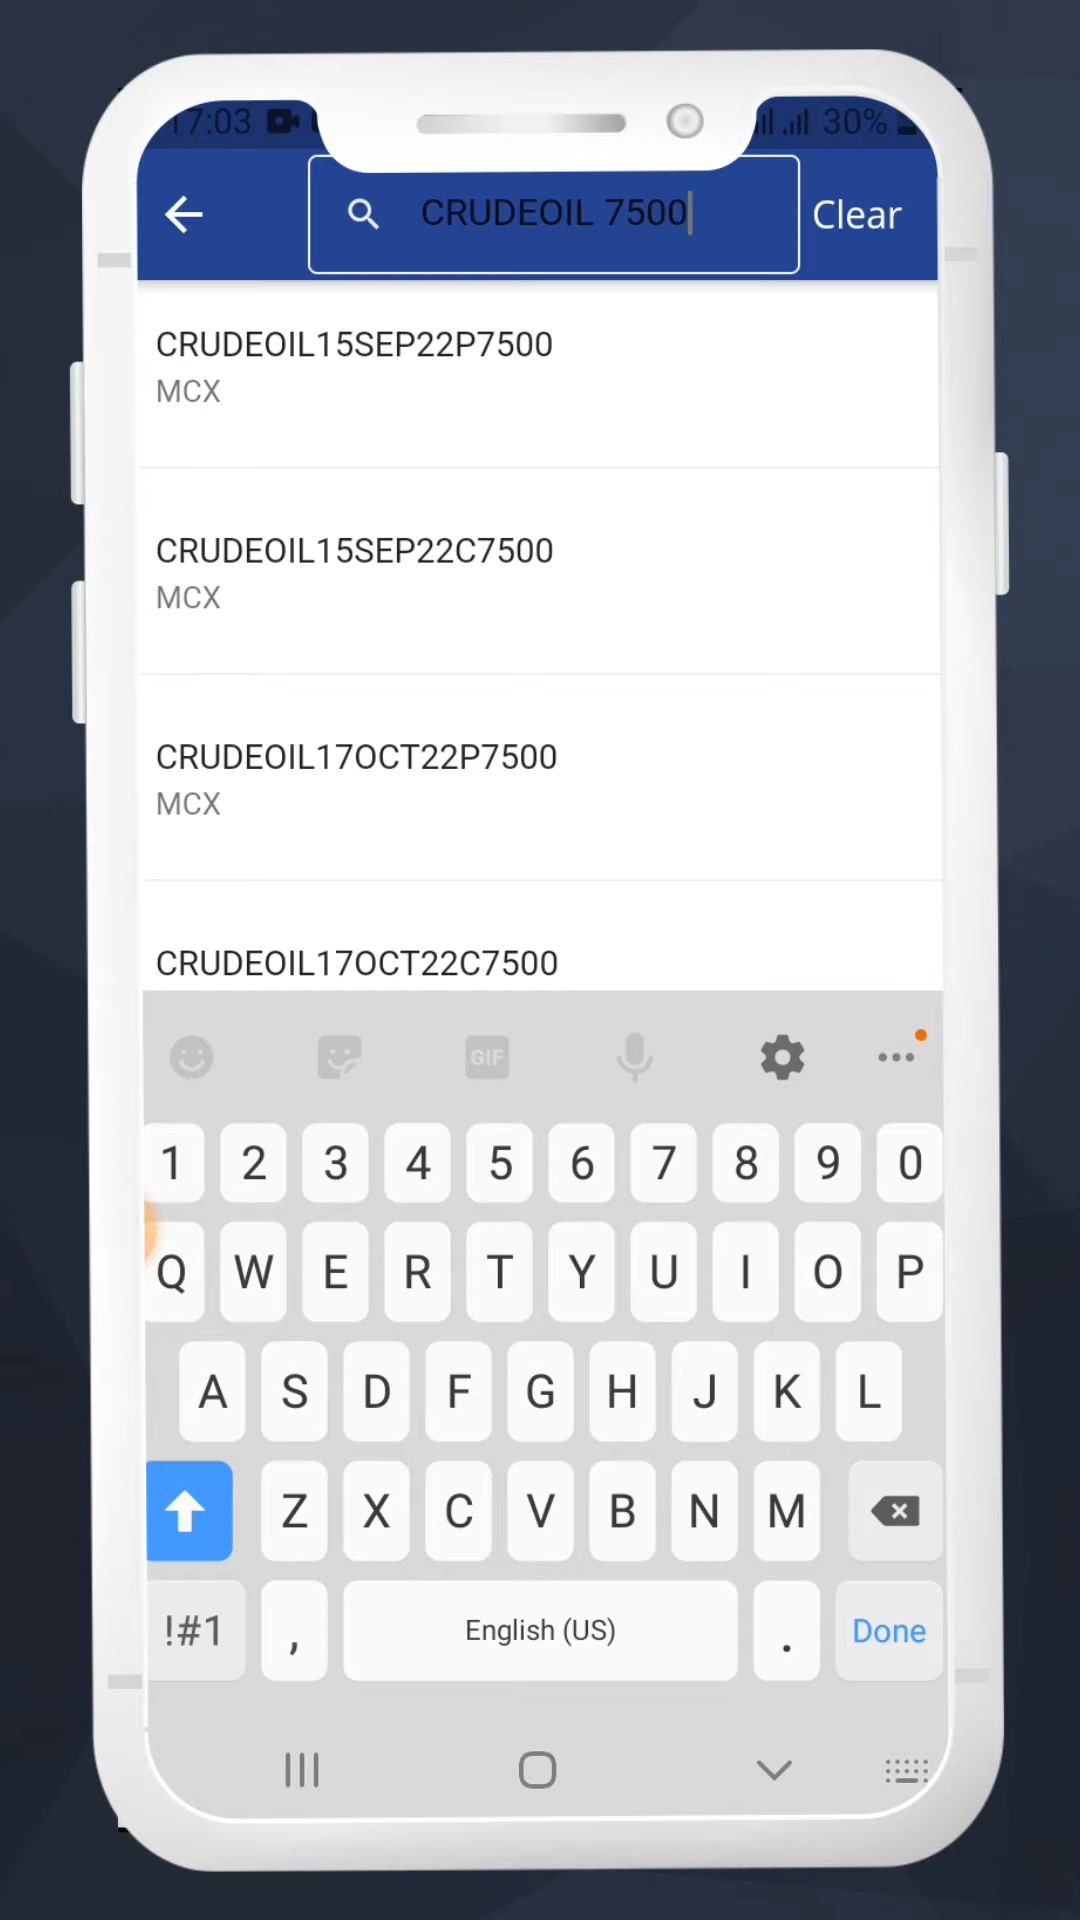 17:03
30%
CRUDEOIL 7500
Clear
CRUDEOIL15SEP22P7500
MCX
CRUDEOIL15SEP22C7500
MCX
CRUDEOIL17OCT22P7500
MCX
CRUDEOIL17OCT22C7500
GIF
1 2 3 4 5 6 7 8 9 0
Q W E R T Y U I O P
A S D F G H J K L
Z X C V B N M
!#1 , English (US) . Done